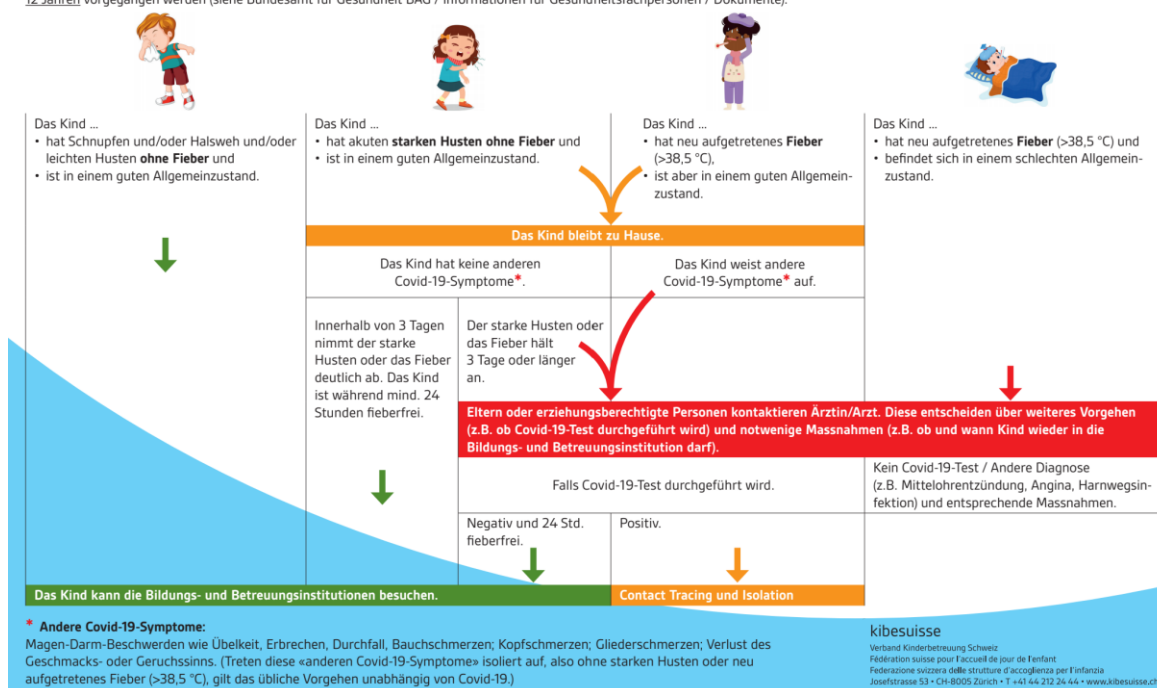 12 Jahren vorgegangen werden (siehe Bundesamt für Gesundheit BAG / Informationen für Gesundheitsfachpersonen / Dokumente).
Das Kind ...
• hat Schnupfen und/oder Halsweh und/oder
leichten Husten ohne Fieber und
• ist in einem guten Allgemeinzustand.
Das Kind ...
• hat akuten starken Husten ohne Fieber und
• ist in einem guten Allgemeinzustand.
Das Kind ...
• hat neu aufgetretenes Fieber
(>38,5 °C),
• ist aber in einem guten Allgemein-
zustand.
Das Kind ...
• hat neu aufgetretenes Fieber (>38,5 °C) und
• befindet sich in einem schlechten Allgemein-
zustand.
Das Kind bleibt zu Hause.
Das Kind hat keine anderen
Covid-19-Symptome*.
Das Kind weist andere
Covid-19-Symptome* auf.
Innerhalb von 3 Tagen
nimmt der starke
Husten oder das Fieber
deutlich ab. Das Kind
ist während mind. 24
Stunden fieberfrei.
Der starke Husten oder
das Fieber hält
3 Tage oder länger
an.
Eltern oder erziehungsberechtigte Personen kontaktieren Ärztin/Arzt. Diese entscheiden über weiteres Vorgehen
(z.B. ob Covid-19-Test durchgeführt wird) und notwenige Massnahmen (z.B. ob und wann Kind wieder in die
Bildungs- und Betreuungsinstitution darf).
Falls Covid-19-Test durchgeführt wird.
Kein Covid-19-Test / Andere Diagnose
(z.B. Mittelohrentzündung, Angina, Harnwegsin-
fektion) und entsprechende Massnahmen.
Negativ und 24 Std.
fieberfrei.
Positiv.
Das Kind kann die Bildungs- und Betreuungsinstitutionen besuchen.
Contact Tracing und Isolation
* Andere Covid-19-Symptome:
Magen-Darm-Beschwerden wie Übelkeit, Erbrechen, Durchfall, Bauchschmerzen; Kopfschmerzen; Gliederschmerzen; Verlust des
Geschmacks- oder Geruchssinns. (Treten diese «anderen Covid-19-Symptome» isoliert auf, also ohne starken Husten oder neu
aufgetretenes Fieber (>38,5 °C), gilt das übliche Vorgehen unabhängig von Covid-19.)
kibesuisse
Verband Kinderbetreuung Schweiz
Fédération suisse pour l'accueil de jour de l'enfant
Federazione svizzera delle strutture d'accoglienza per l'infanzia
Josefstrasse 53 • CH-8005 Zürich • T +41 44 212 24 44 • www.kibesuisse.ch